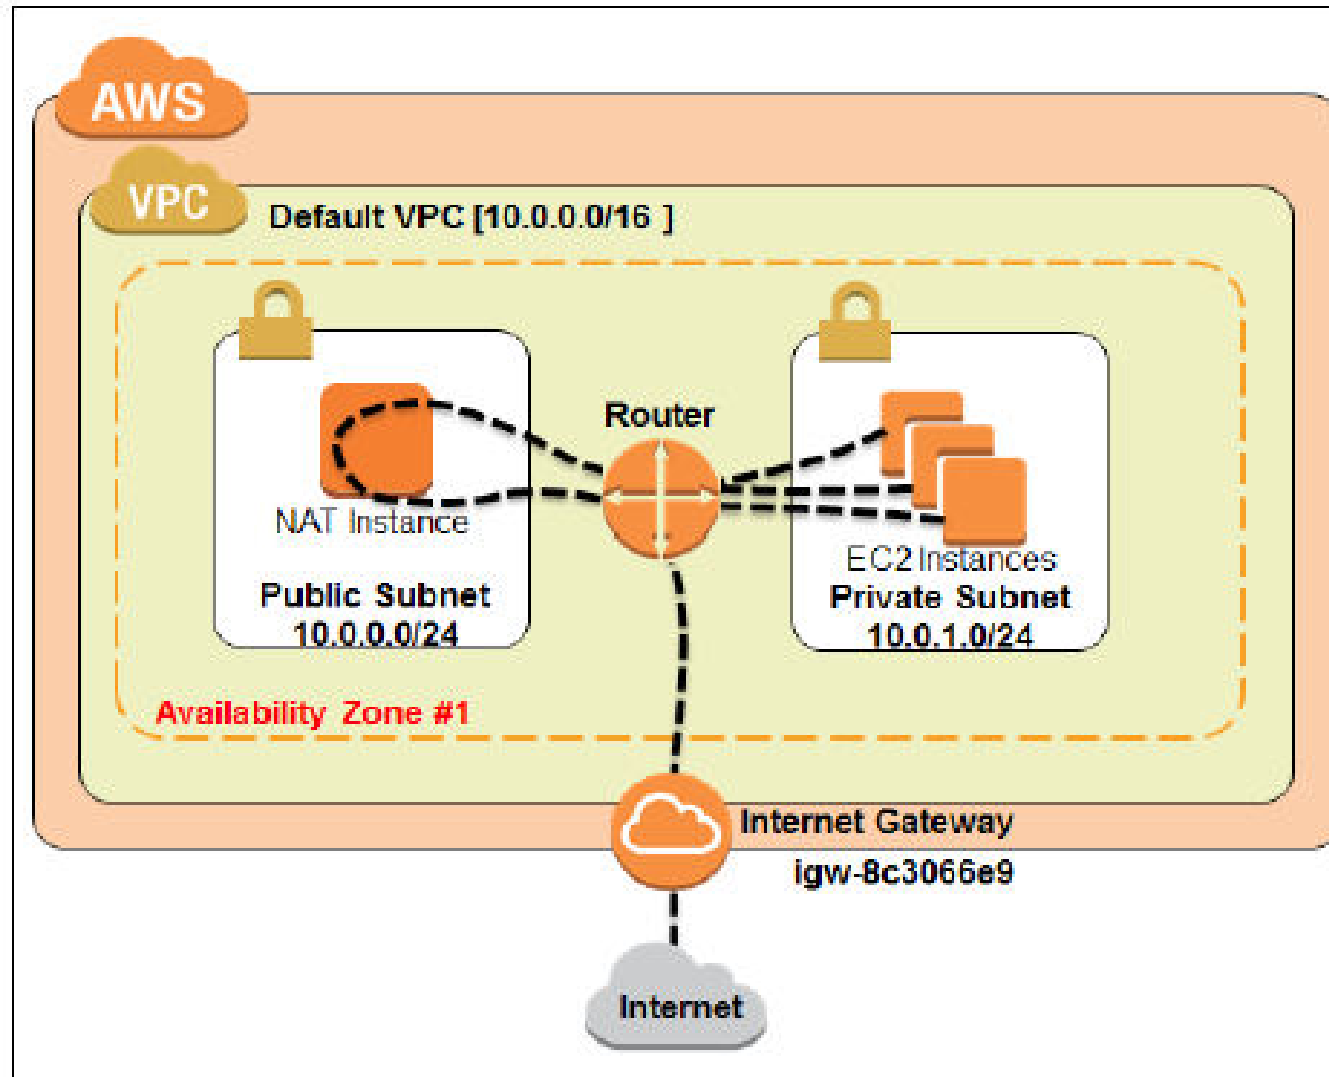 AWS
VPC
Default VPC [10.0.0.0/16 ]
Router
NAT Instance
Public Subnet
10.0.0.0/24
EC2 Instances
Private Subnet
10.0.1.0/24
Availability Zone #1
Internet Gateway
igw-8c3066e9
Internet